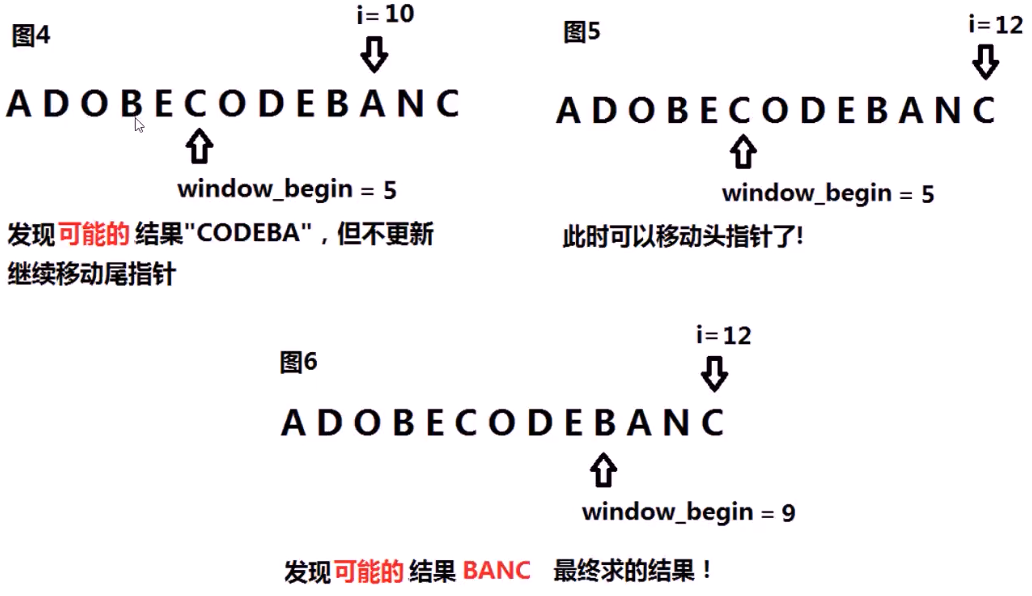 图4
i=10
A D O B E C O D E B A N C
window_begin = 5
发现可能的结果"CODEBA"，但不更新
继续移动尾指针
图5
i=12
A D O B E C O D E B A N C
window_begin = 5
此时可以移动头指针了!
图6
i=12
A D O B E C O D E B A N C
window_begin = 9
发现可能的结果 BANC 最终求的结果！